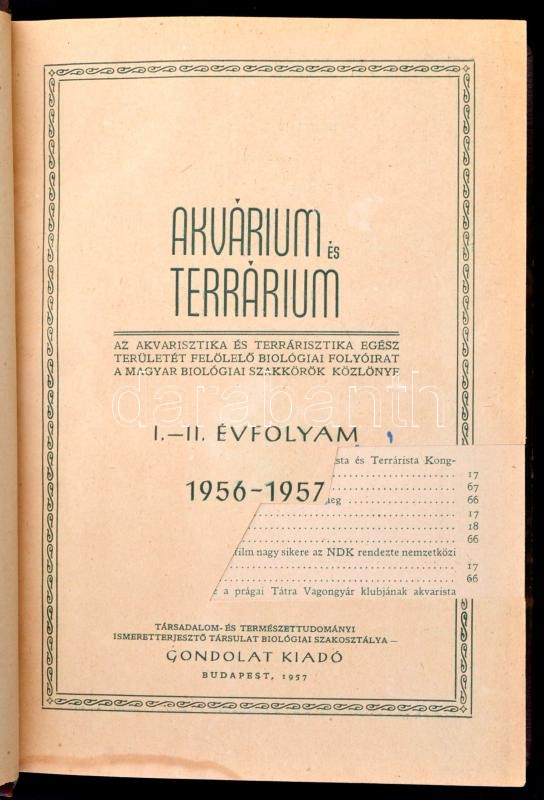 AKVÁRIUM ÉS
TERRÁRIUM
AZ AKVARISZTIKA ÉS TERRÁRISZTIKA EGÉSZ
TERÜLETÉT FELÖLELŐ BIOLÓGIAI FOLYÓIRAT
A MAGYAR BIOLÓGIAI SZAKKÖRÖK KÖZLÖNYE
darabanth
I.—II. ÉVFOLYAM
ista és Terrárista Kong-
17
67
1956-1957
66
17
18
66
film nagy sikere az NDK rendezte nemzetközi
17
66
a prágai Tátra Vagongyár klubjának akvarista
TÁRSADALOM- ÉS TERMÉSZETTUDOMÁNYI
ISMERETTERJESZTŐ TÁRSULAT BIOLÓGIAI SZAKOSZTÁLYA —
GONDOLAT KIADÓ
BUDAPEST, 1957